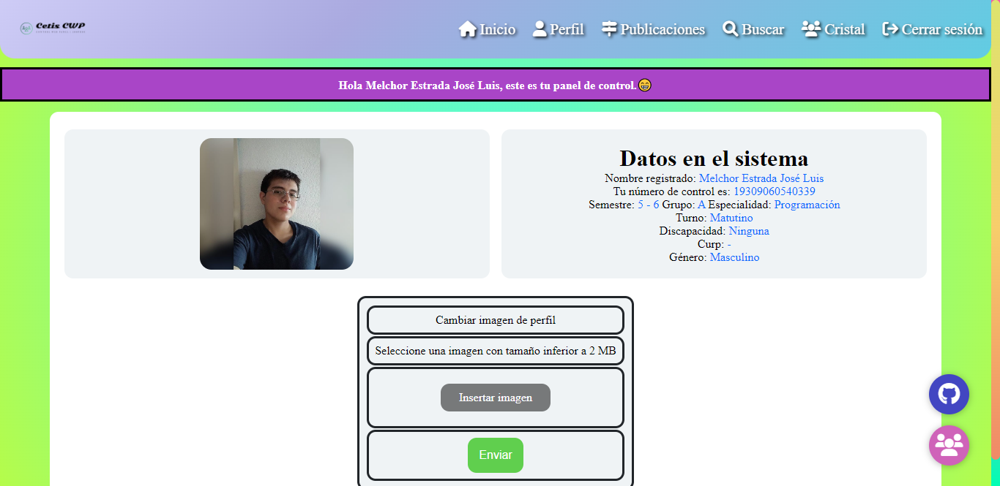 Cetis CWP
Inicio
Perfil
Publicaciones
Buscar
Cristal
Cerrar sesión
Hola Melchor Estrada José Luis, este es tu panel de control.😁
Datos en el sistema
Nombre registrado: Melchor Estrada José Luis
Tu número de control es: 19309060540339
Semestre: 5 - 6 Grupo: A Especialidad: Programación
Turno: Matutino
Discapacidad: Ninguna
Curp: -
Género: Masculino
Cambiar imagen de perfíl
Seleccione una imagen con tamaño inferior a 2 MB
Insertar imagen
Enviar